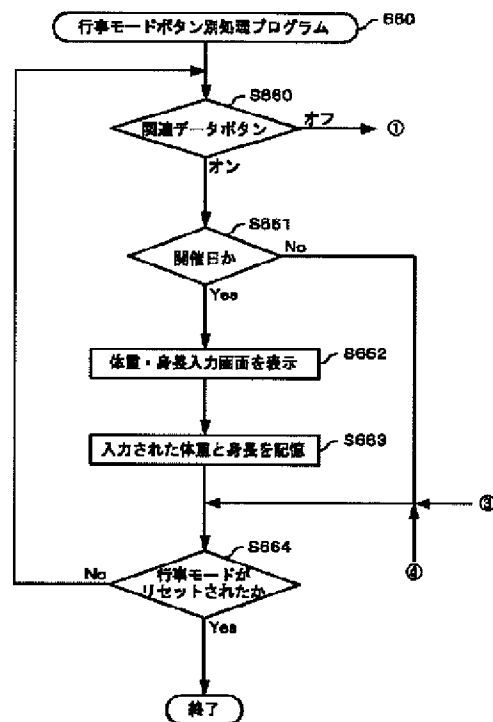 行事モードボタン別処理プログラム
660
S660
関連データボタン
オフ
①
オン
S661
開催日か
No
Yes
体重・身長入力画面を表示
S662
入力された体重と身長を記憶
S663
③
④
S664
行事モードが
リセットされたか
No
Yes
終了